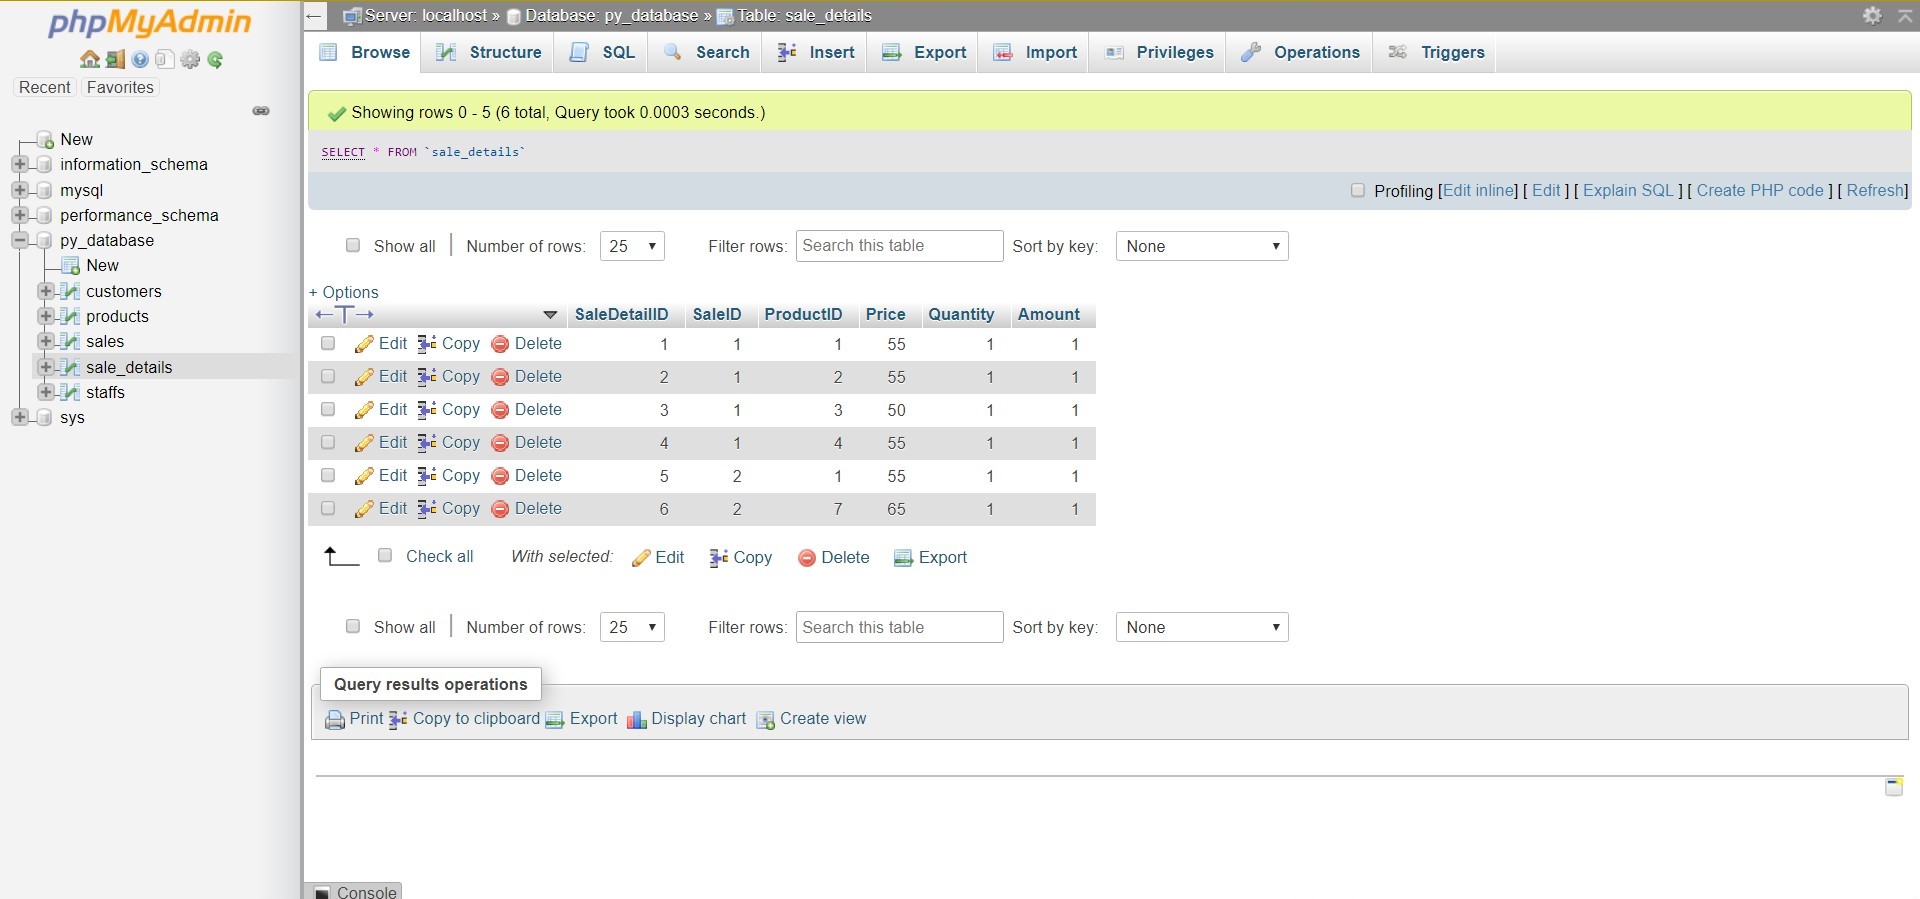 phpMyAdmin
Recent Favorites
New
information_schema
mysql
performance_schema
py_database
New
customers
products
sales
sale_details
staffs
sys
Server: localhost » Database: py_database » Table: sale_details
Browse Structure SQL Search Insert Export Import Privileges Operations Triggers
Showing rows 0 - 5 (6 total, Query took 0.0003 seconds.)
SELECT * FROM `sale_details`
Profiling [Edit inline] [ Edit ] [ Explain SQL ] [ Create PHP code ] [ Refresh]
Show all | Number of rows: 25 Filter rows: Search this table Sort by key: None
+ Options
←T→ SaleDetailID SaleID ProductID Price Quantity Amount
Edit Copy Delete 1 1 1 55 1 1
Edit Copy Delete 2 1 2 55 1 1
Edit Copy Delete 3 1 3 50 1 1
Edit Copy Delete 4 1 4 55 1 1
Edit Copy Delete 5 2 1 55 1 1
Edit Copy Delete 6 2 7 65 1 1
Check all With selected: Edit Copy Delete Export
Show all | Number of rows: 25 Filter rows: Search this table Sort by key: None
Query results operations
Print Copy to clipboard Export Display chart Create view
Console